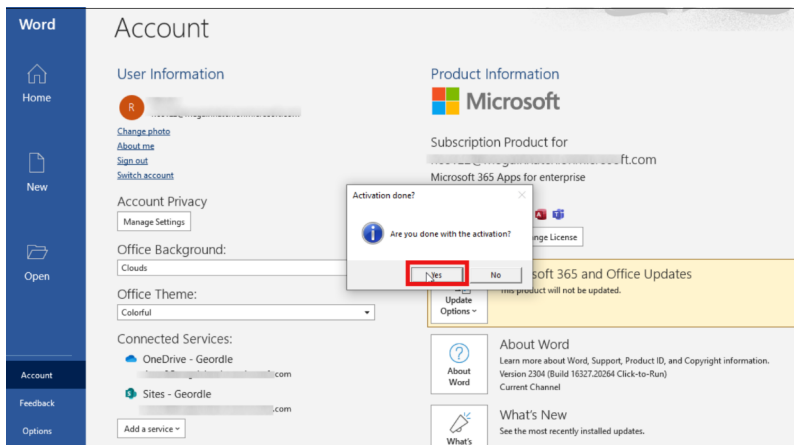 Word
Home
New
Open
Account
Feedback
Options
Account
User Information
R
Change photo
About me
Sign out
Switch account
Account Privacy
Manage Settings
Office Background:
Clouds
Office Theme:
Colorful
Connected Services:
OneDrive - Geordle
.com
Sites - Geordle
.com
Add a service
Product Information
Microsoft
Subscription Product for
ft.com
Microsoft 365 Apps for enterprise
nge License
Activation done?
Are you done with the activation?
Yes
No
soft 365 and Office Updates
This product will not be updated.
Update
Options
About
Word
About Word
Learn more about Word, Support, Product ID, and Copyright information.
Version 2304 (Build 16327.20264 Click-to-Run)
Current Channel
What's
What's New
See the most recently installed updates.